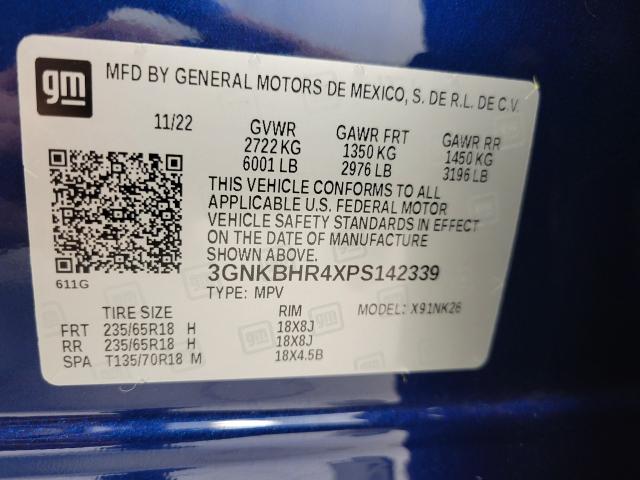 gm
MFD BY GENERAL MOTORS DE MEXICO, S. DE R.L. DE C.V.
11/22 GVWR GAWR FRT GAWR RR
2722 KG 1350 KG 1450 KG
6001 LB 2976 LB 3196 LB
THIS VEHICLE CONFORMS TO ALL
APPLICABLE U.S. FEDERAL MOTOR
VEHICLE SAFETY STANDARDS IN EFFECT
ON THE DATE OF MANUFACTURE
SHOWN ABOVE.
3GNKBHR4XPS142339
611G
TYPE: MPV MODEL: X91NK26
TIRE SIZE RIM
FRT 235/65R18 H 18X8J
RR 235/65R18 H 18X8J
SPA T135/70R18 M 18X4.5B